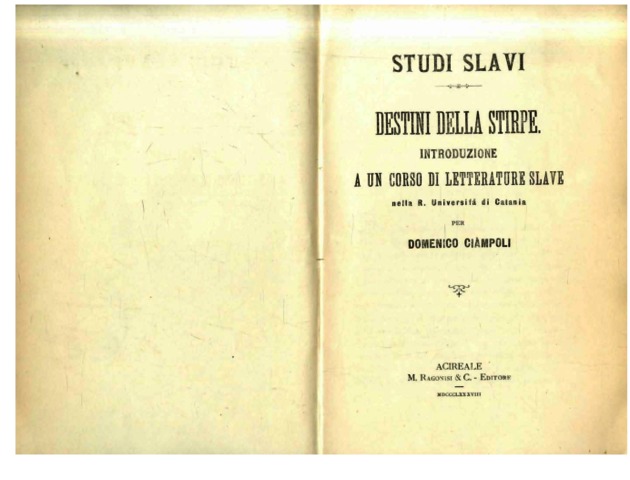 STUDI SLAVI
DESTINI DELLA STIRPE.
INTRODUZIONE
A UN CORSO DI LETTERATURE SLAVE
nella R. Università di Catania
PER
DOMENICO CIÀMPOLI
ACIREALE
M. RAGONISI & C. - EDITORE
MDCCCLXXXVIII